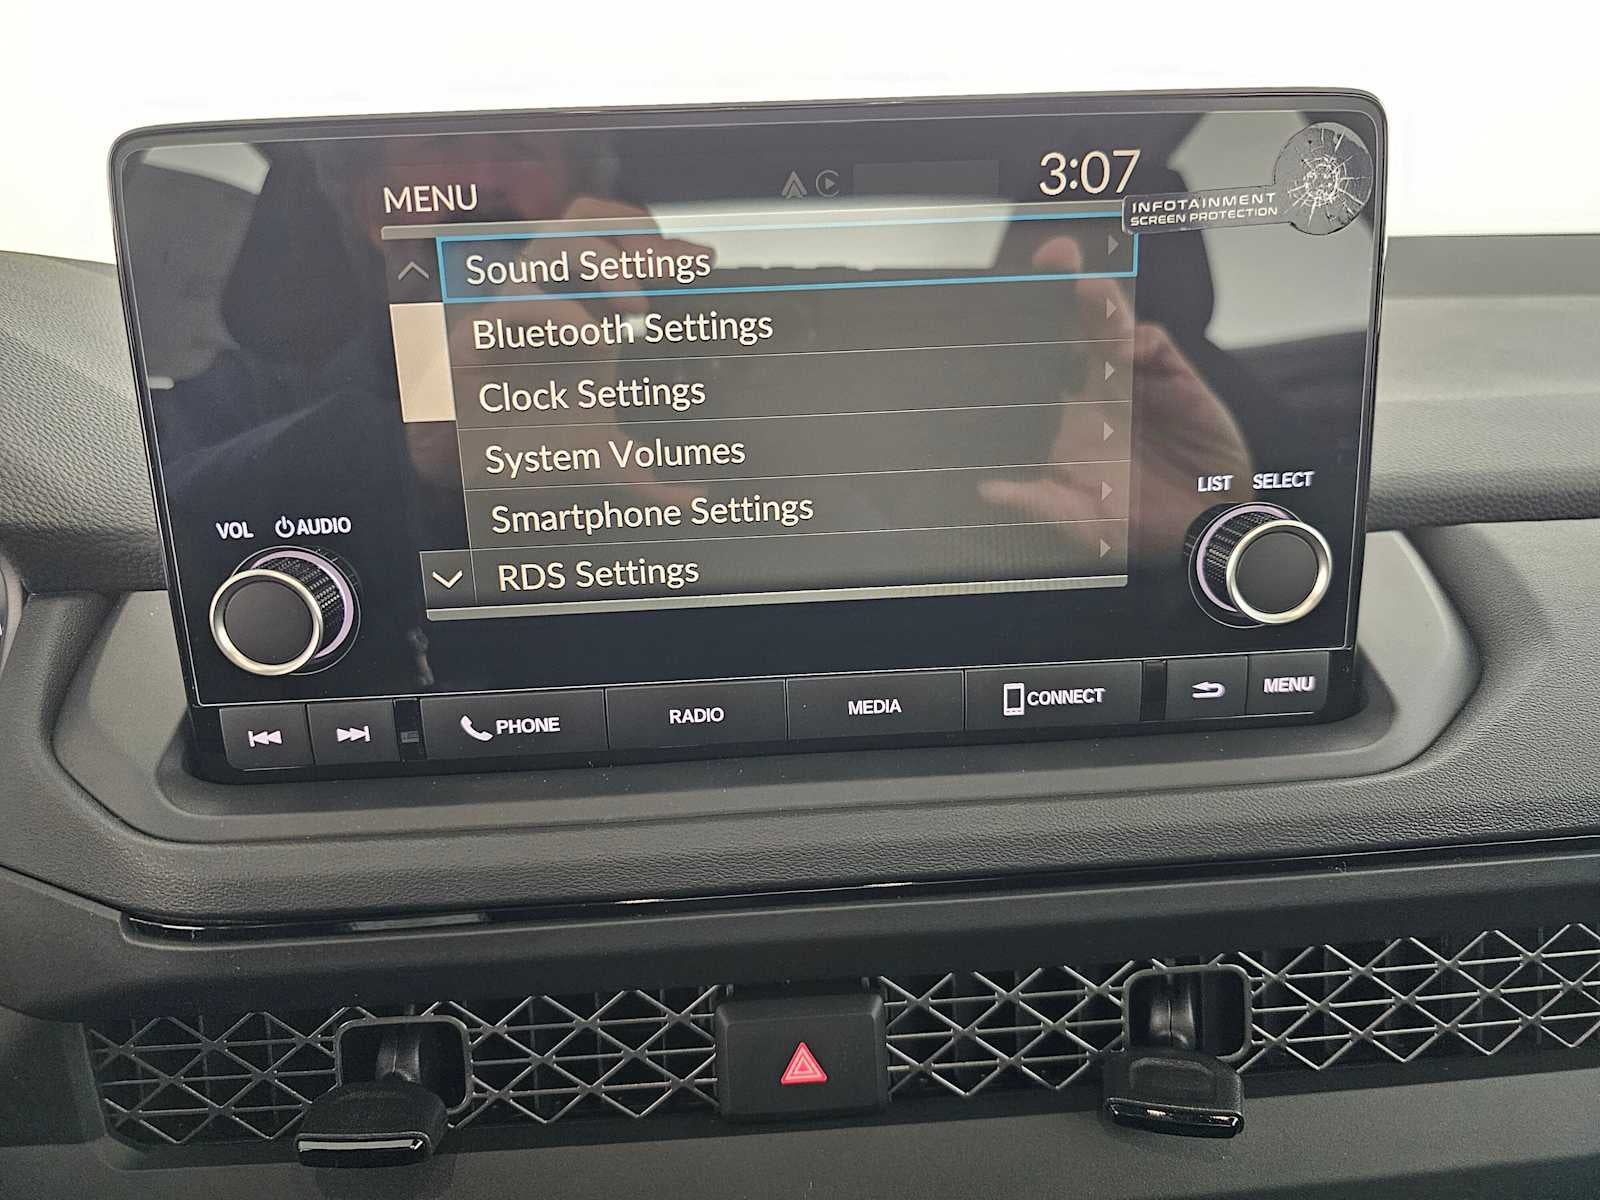 MENU
3:07
INFOTAINMENT
SCREEN PROTECTION
Sound Settings
Bluetooth Settings
Clock Settings
System Volumes
Smartphone Settings
RDS Settings
VOL AUDIO
LIST SELECT
PHONE
RADIO
MEDIA
CONNECT
MENU